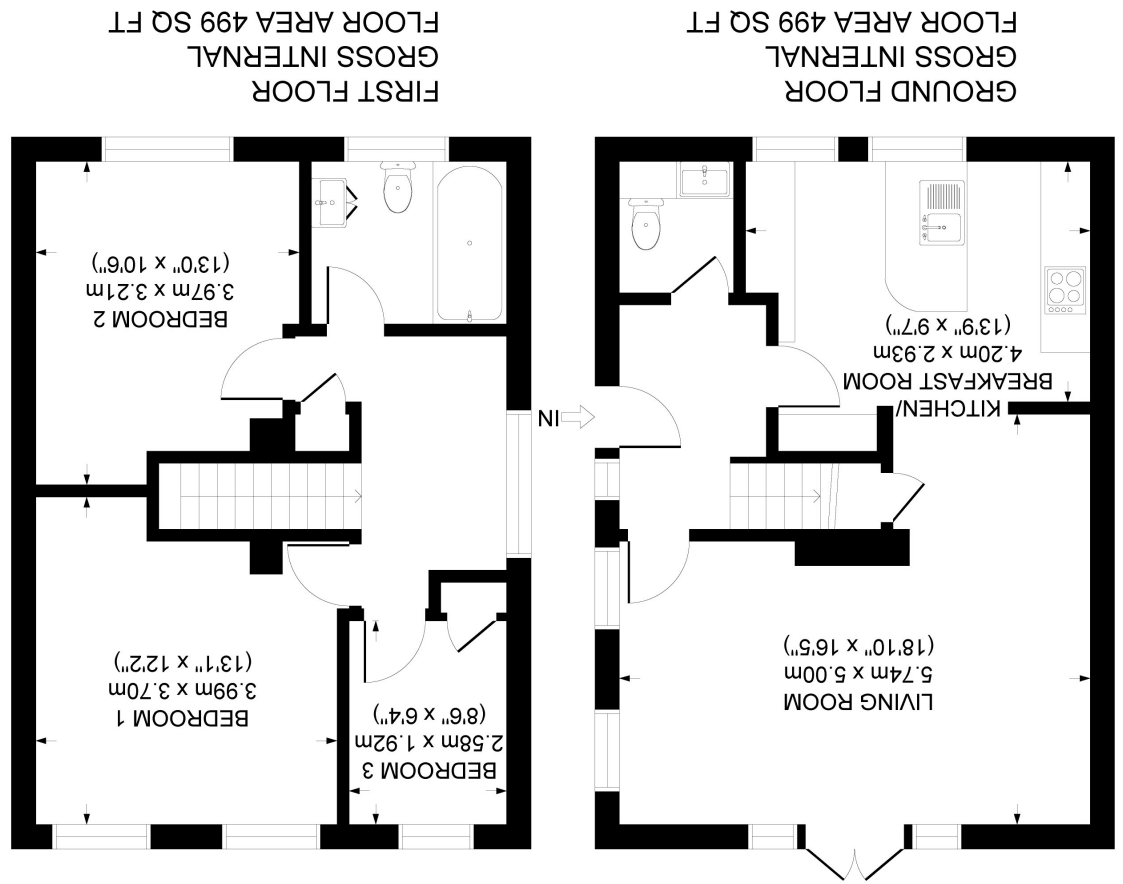 LIVING ROOM
5.74m x 5.00m
(18'10" x 16'5")
KITCHEN/
BREAKFAST ROOM
4.20m x 2.93m
(13'9" x 9'7")
IN
GROUND FLOOR
GROSS INTERNAL
FLOOR AREA 499 SQ FT
BEDROOM 3
2.58m x 1.92m
(8'6" x 6'4")
BEDROOM 1
3.99m x 3.70m
(13'1" x 12'2")
BEDROOM 2
3.97m x 3.21m
(13'0" x 10'6")
FIRST FLOOR
GROSS INTERNAL
FLOOR AREA 499 SQ FT